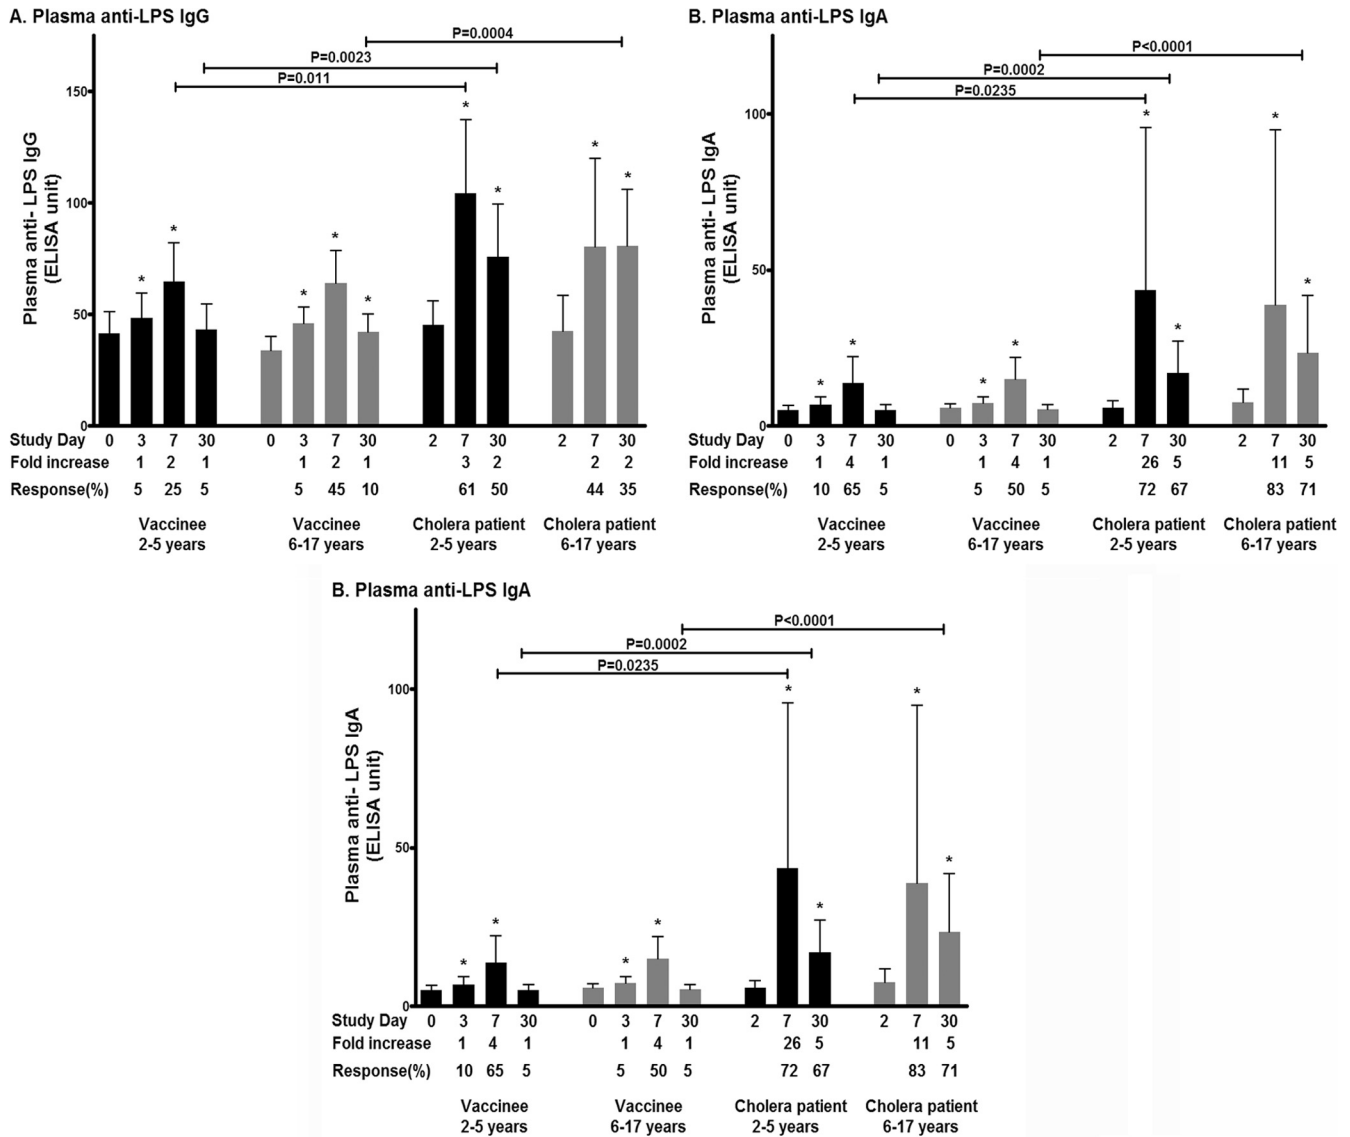 A. Plasma anti-LPS IgG
P=0.0004
P=0.0023
P=0.011
150
100
50
0
Plasma anti- LPS IgG
(ELISA unit)
* * * * * * * * *
Study Day 0 3 7 30 0 3 7 30 2 7 30 2 7 30
Fold increase 1 2 1 1 2 1 3 2 2 2
Response(%) 5 25 5 5 45 10 61 50 44 35
Vaccinee Vaccinee Cholera patient Cholera patient
2-5 years 6-17 years 2-5 years 6-17 years
B. Plasma anti-LPS IgA
P<0.0001
P=0.0002
P=0.0235
100
50
0
Plasma anti- LPS IgA
(ELISA unit)
* * * * * * * *
Study Day 0 3 7 30 0 3 7 30 2 7 30 2 7 30
Fold increase 1 4 1 1 4 1 26 5 11 5
Response(%) 10 65 5 5 50 5 72 67 83 71
Vaccinee Vaccinee Cholera patient Cholera patient
2-5 years 6-17 years 2-5 years 6-17 years
B. Plasma anti-LPS IgA
P<0.0001
P=0.0002
P=0.0235
100
50
0
Plasma anti- LPS IgA
(ELISA unit)
* * * * * * * *
Study Day 0 3 7 30 0 3 7 30 2 7 30 2 7 30
Fold increase 1 4 1 1 4 1 26 5 11 5
Response(%) 10 65 5 5 50 5 72 67 83 71
Vaccinee Vaccinee Cholera patient Cholera patient
2-5 years 6-17 years 2-5 years 6-17 years